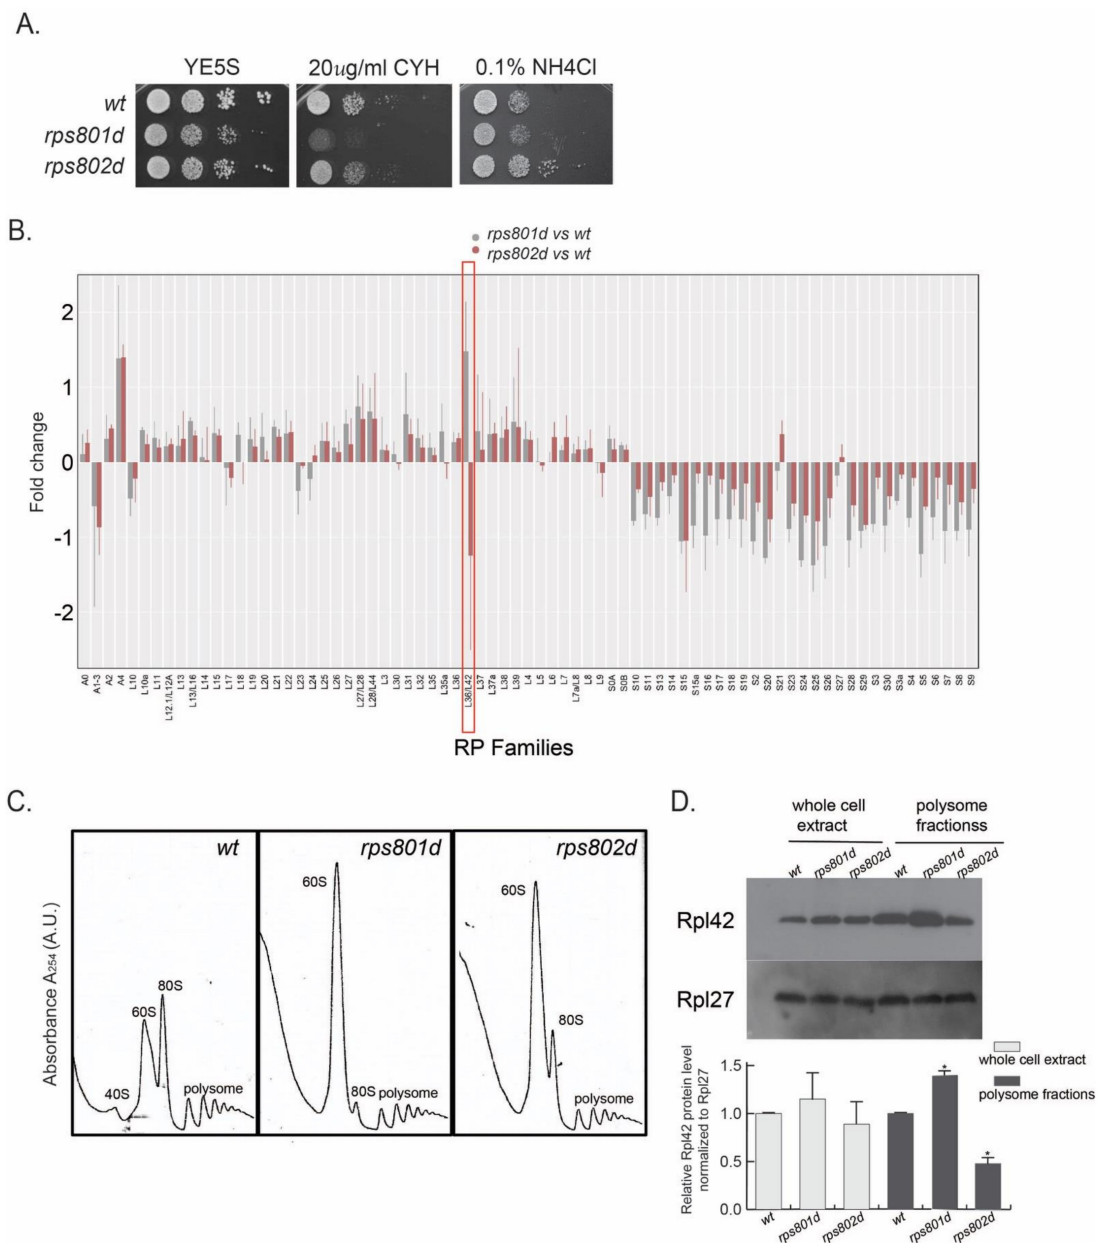 A.
YE5S
20ug/ml CYH
0.1% NH4Cl
wt
rps801d
rps802d
B.
rps801d vs wt
rps802d vs wt
Fold change
2
1
0
-1
-2
A0
A1-3
A2
A4
L10
L10a
L11
L12.1/L12A
L13
L13/L16
L14
L15
L17
L18
L19
L20
L21
L22
L23
L24
L25
L26
L27
L27/L28
L28/L44
L3
L30
L31
L32
L35
L35a
L36
L36/L42
L37
L37a
L38
L39
L4
L5
L6
L7
L7a/L8
L8
L9
S0A
S0B
S10
S11
S13
S14
S15
S15a
S16
S17
S18
S19
S2
S20
S21
S23
S24
S25
S26
S27
S28
S29
S3
S30
S3a
S4
S5
S6
S7
S8
S9
RP Families
C.
Absorbance A254 (A.U.)
wt
40S
60S
80S
polysome
rps801d
60S
80S
polysome
rps802d
60S
80S
polysome
D.
whole cell extract
polysome fractionss
wt
rps801d
rps802d
wt
rps801d
rps802d
Rpl42
Rpl27
whole cell extract
polysome fractions
Relative Rpl42 protein level
normalized to Rpl27
1.5
1.0
0.5
0.0
*
*
wt
rps801d
rps802d
wt
rps801d
rps802d